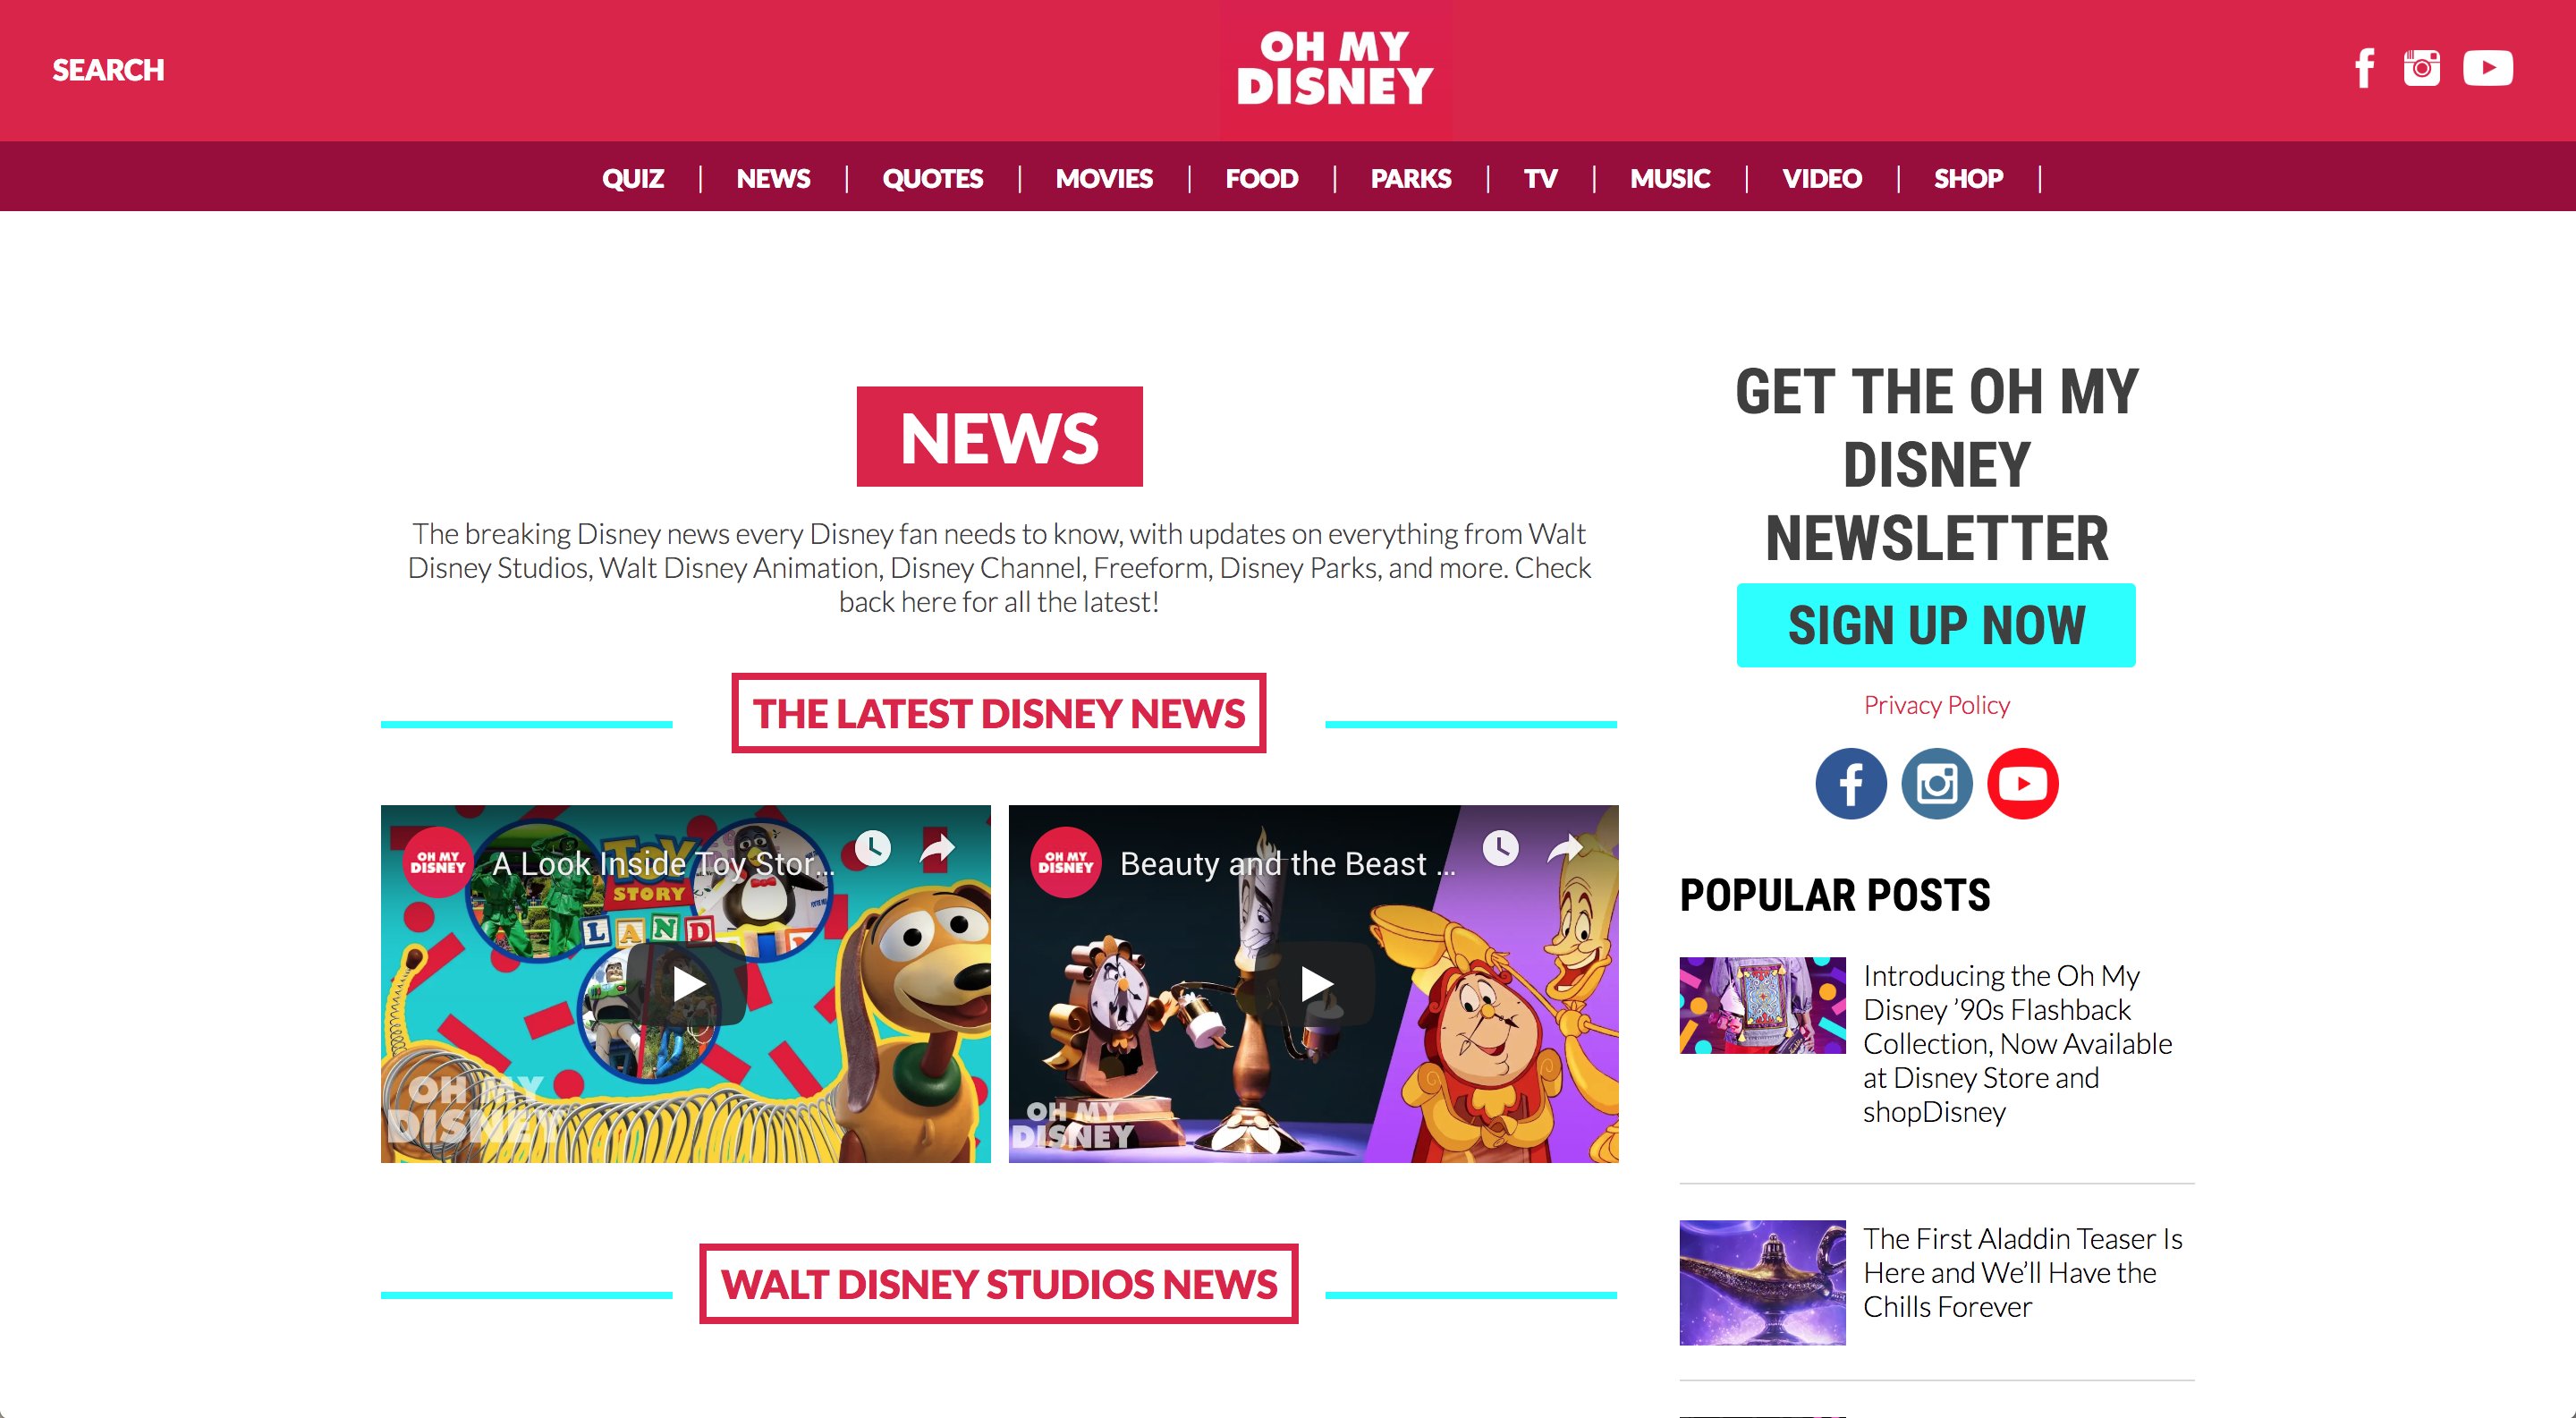 SEARCH
OH MY
DISNEY
QUIZ | NEWS | QUOTES | MOVIES | FOOD | PARKS | TV | MUSIC | VIDEO | SHOP |
NEWS
The breaking Disney news every Disney fan needs to know, with updates on everything from Walt
Disney Studios, Walt Disney Animation, Disney Channel, Freeform, Disney Parks, and more. Check
back here for all the latest!
THE LATEST DISNEY NEWS
OH MY
DISNEY
A Look Inside Toy Stor...
TOY
STORY
LAND
OH MY
DISNEY
OH MY
DISNEY
Beauty and the Beast ...
OH MY
DISNEY
WALT DISNEY STUDIOS NEWS
GET THE OH MY
DISNEY
NEWSLETTER
SIGN UP NOW
Privacy Policy
POPULAR POSTS
Introducing the Oh My
Disney ’90s Flashback
Collection, Now Available
at Disney Store and
shopDisney
The First Aladdin Teaser Is
Here and We’ll Have the
Chills Forever